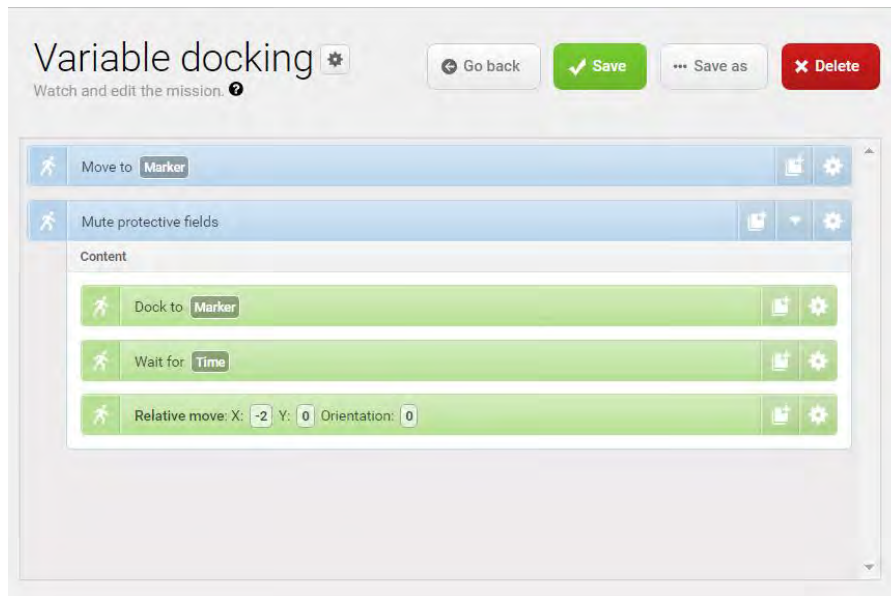 Variable docking
Go back
Save
Save as
Delete
Watch and edit the mission.
Move to Marker
Mute protective fields
Content
Dock to Marker
Wait for Time
Relative move: X: -2 Y: 0 Orientation: 0